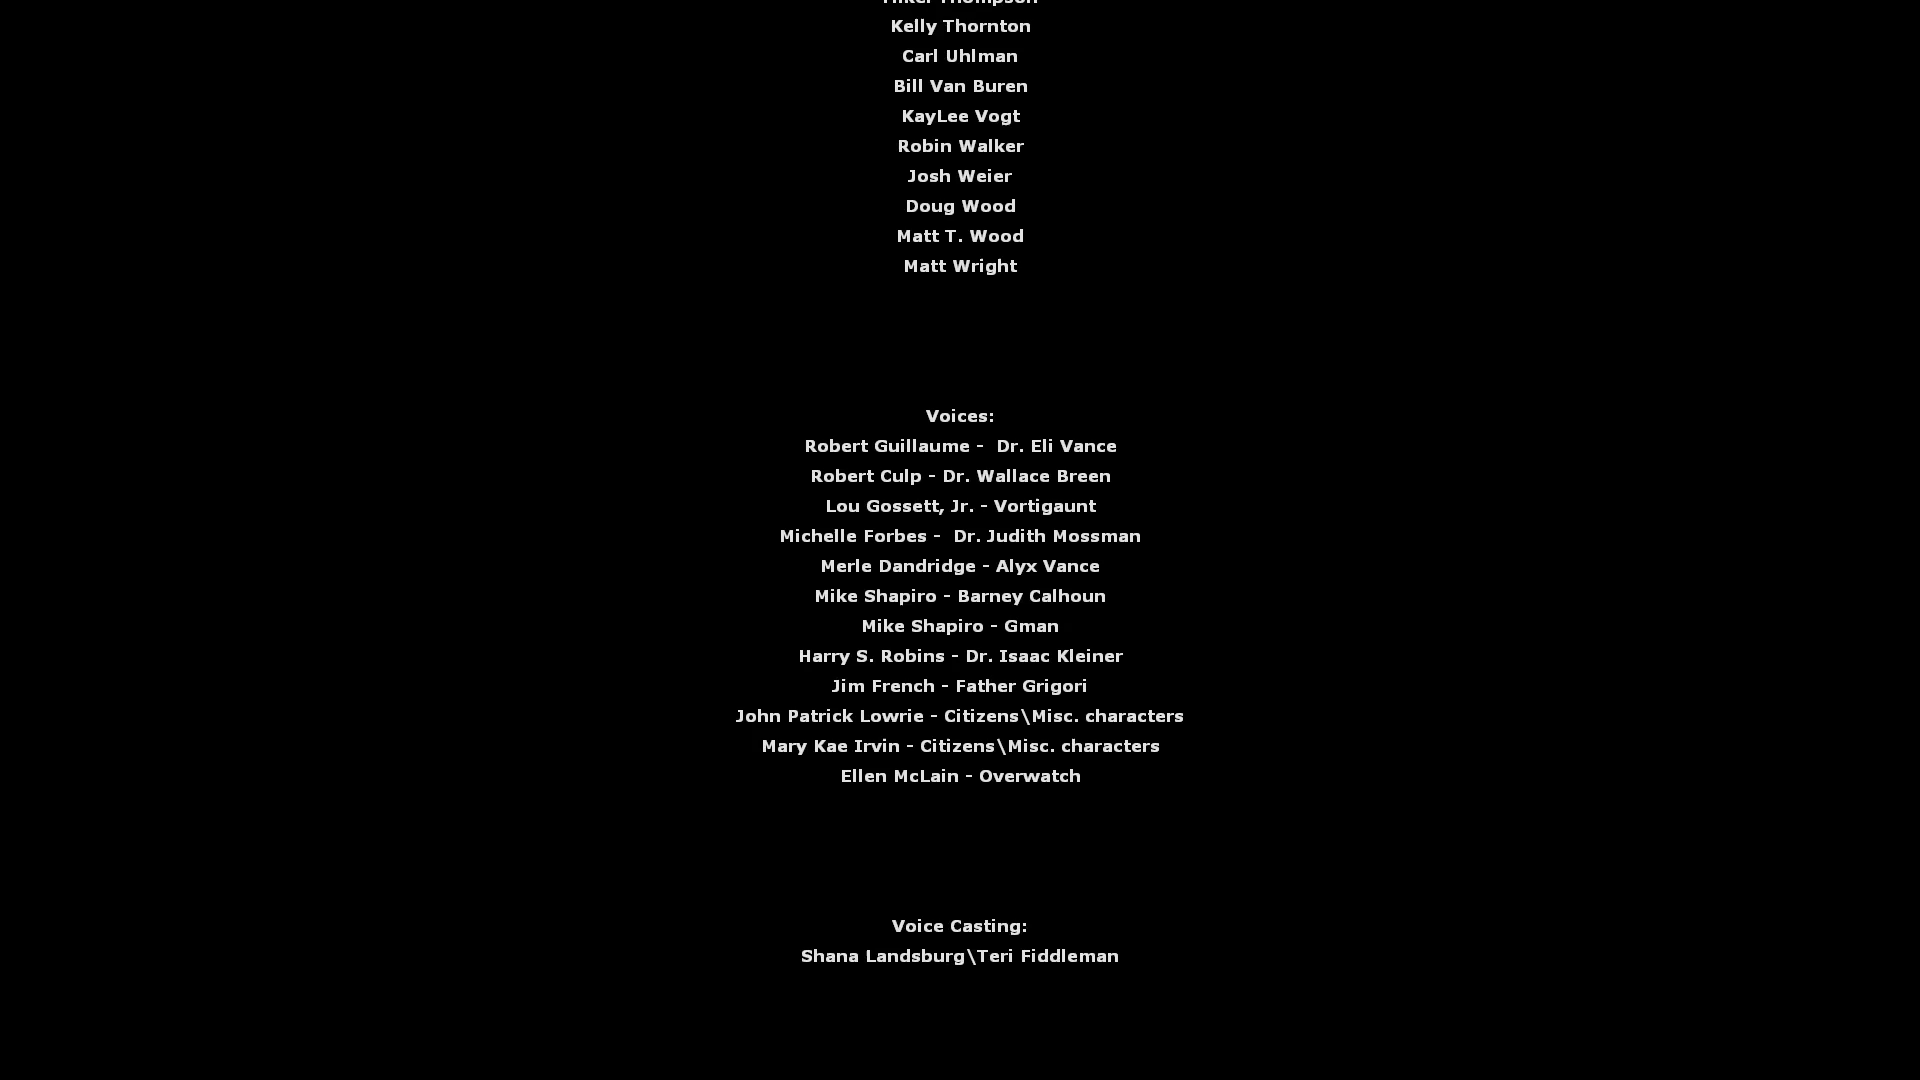 Mikel Thompson
Kelly Thornton
Carl Uhlman
Bill Van Buren
KayLee Vogt
Robin Walker
Josh Weier
Doug Wood
Matt T. Wood
Matt Wright
Voices:
Robert Guillaume -  Dr. Eli Vance
Robert Culp - Dr. Wallace Breen
Lou Gossett, Jr. - Vortigaunt
Michelle Forbes -  Dr. Judith Mossman
Merle Dandridge - Alyx Vance
Mike Shapiro - Barney Calhoun
Mike Shapiro - Gman
Harry S. Robins - Dr. Isaac Kleiner
Jim French - Father Grigori
John Patrick Lowrie - Citizens\Misc. characters
Mary Kae Irvin - Citizens\Misc. characters
Ellen McLain - Overwatch
Voice Casting:
Shana Landsburg\Teri Fiddleman